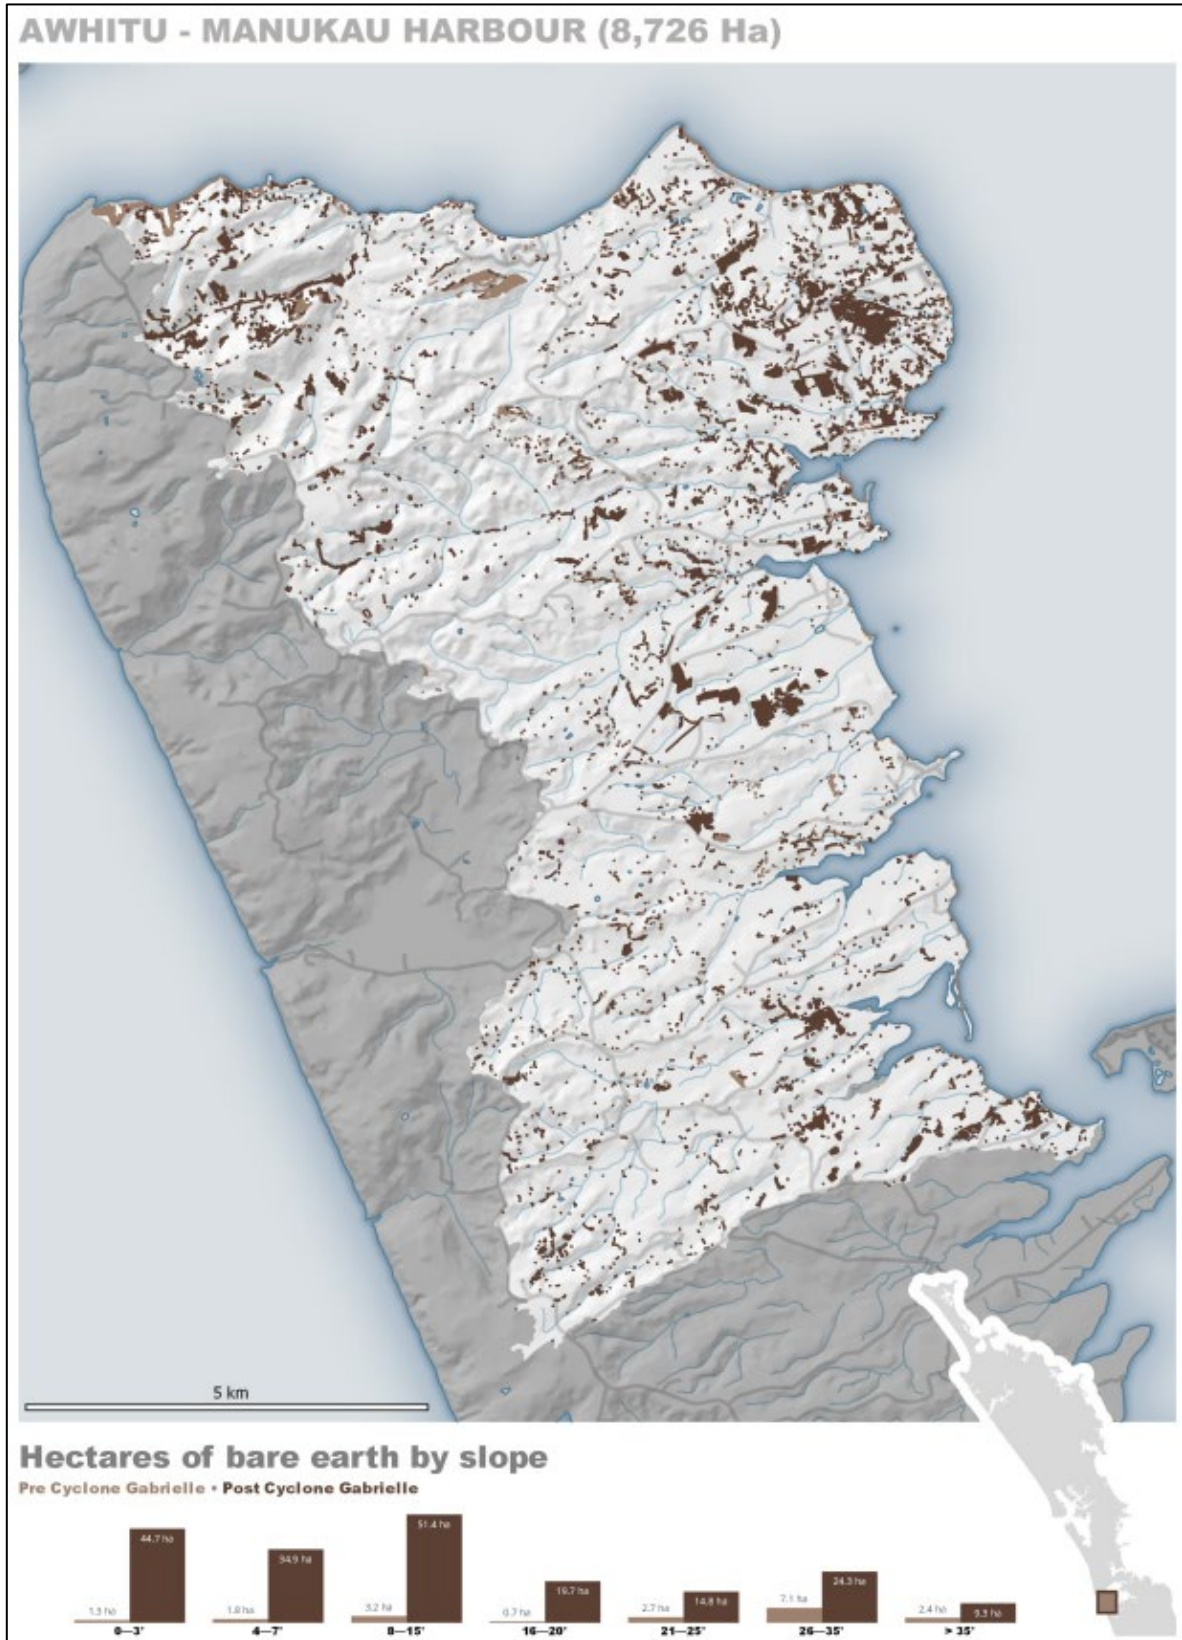 AWHITU - MANUKAU HARBOUR (8,726 Ha)
5 km
Hectares of bare earth by slope
Pre Cyclone Gabrielle • Post Cyclone Gabrielle
1.3 ha 44.7 ha 1.8 ha 34.9 ha 3.2 ha 51.4 ha 0.7 ha 19.7 ha 2.7 ha 14.8 ha 7.1 ha 24.3 ha 2.4 ha 9.3 ha
0—3° 4—7° 8—15° 16—20° 21—25° 26—35° > 35°